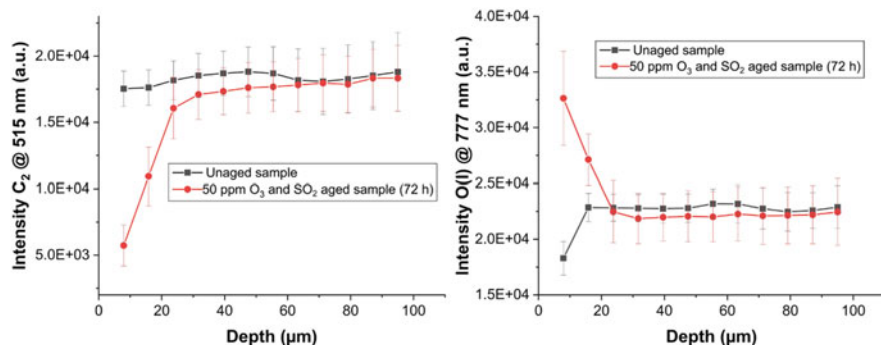 2.0E+04
1.5E+04
1.0E+04
5.0E+03
Intensity C₂ @ 515 nm (a.u.)
Unaged sample
50 ppm O₃ and SO₂ aged sample (72 h)
0 20 40 60 80 100
Depth (µm)
4.0E+04
3.5E+04
3.0E+04
2.5E+04
2.0E+04
1.5E+04
Intensity O(I) @ 777 nm (a.u.)
Unaged sample
50 ppm O₃ and SO₂ aged sample (72 h)
0 20 40 60 80 100
Depth (µm)